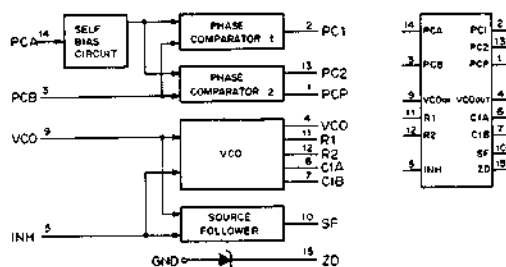 PCA 14
SELF
BIAS
CIRCUIT
PHASE
COMPARATOR 1
2 PC1
PCB 3
PHASE
COMPARATOR 2
13 PC2
1 PCP
VCO 9
VCO
4 VCO
11 R1
12 R2
6 C1A
7 C1B
INH 5
SOURCE
FOLLOWER
10 SF
GND
15 ZD
14 PCA
PC1 2
PC2 13
3 PCB
PCP 1
9 VCOIN
VCOOUT 4
11 R1
C1A 6
12 R2
C1B 7
SF 10
5 INH
ZD 15